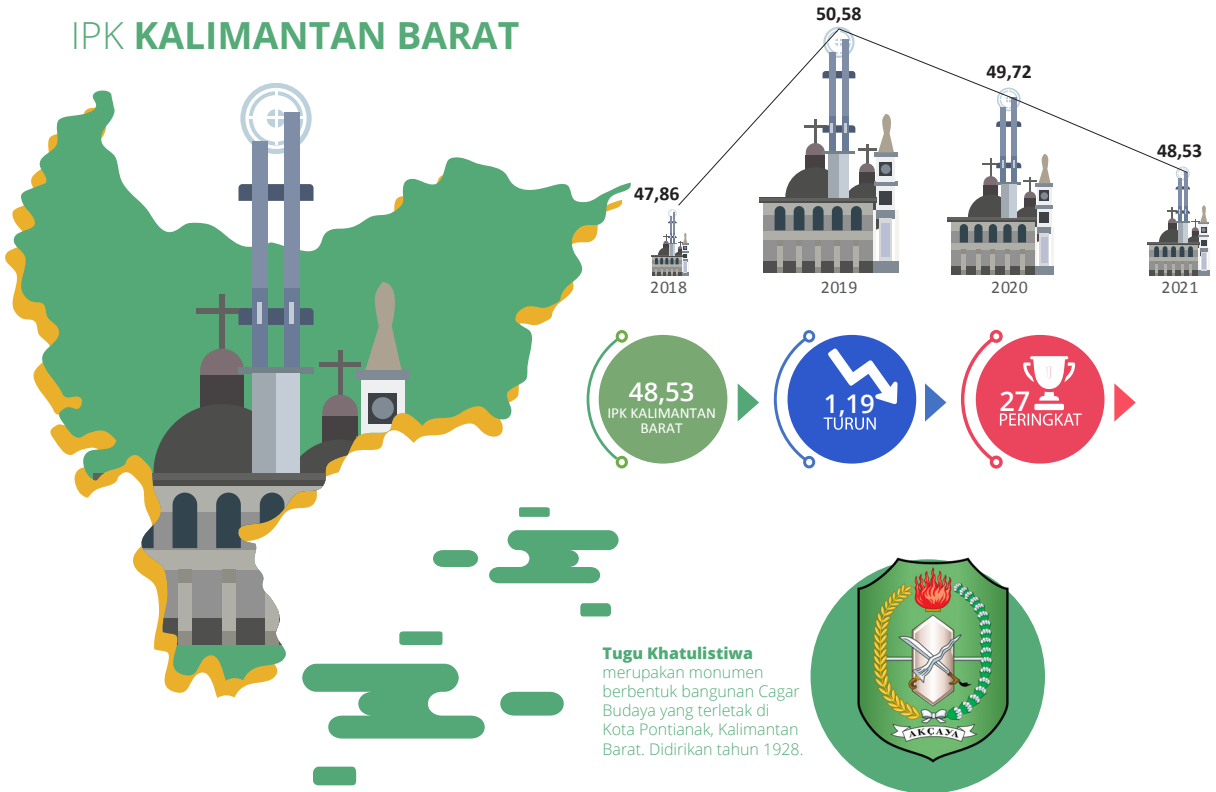 IPK KALIMANTAN BARAT
50,58
49,72
48,53
47,86
2018
2019
2020
2021
48,53
IPK KALIMANTAN
BARAT
1,19
TURUN
27
PERINGKAT
Tugu Khatulistiwa
merupakan monumen
berbentuk bangunan Cagar
Budaya yang terletak di
Kota Pontianak, Kalimantan
Barat. Didirikan tahun 1928.
AKÇAYA